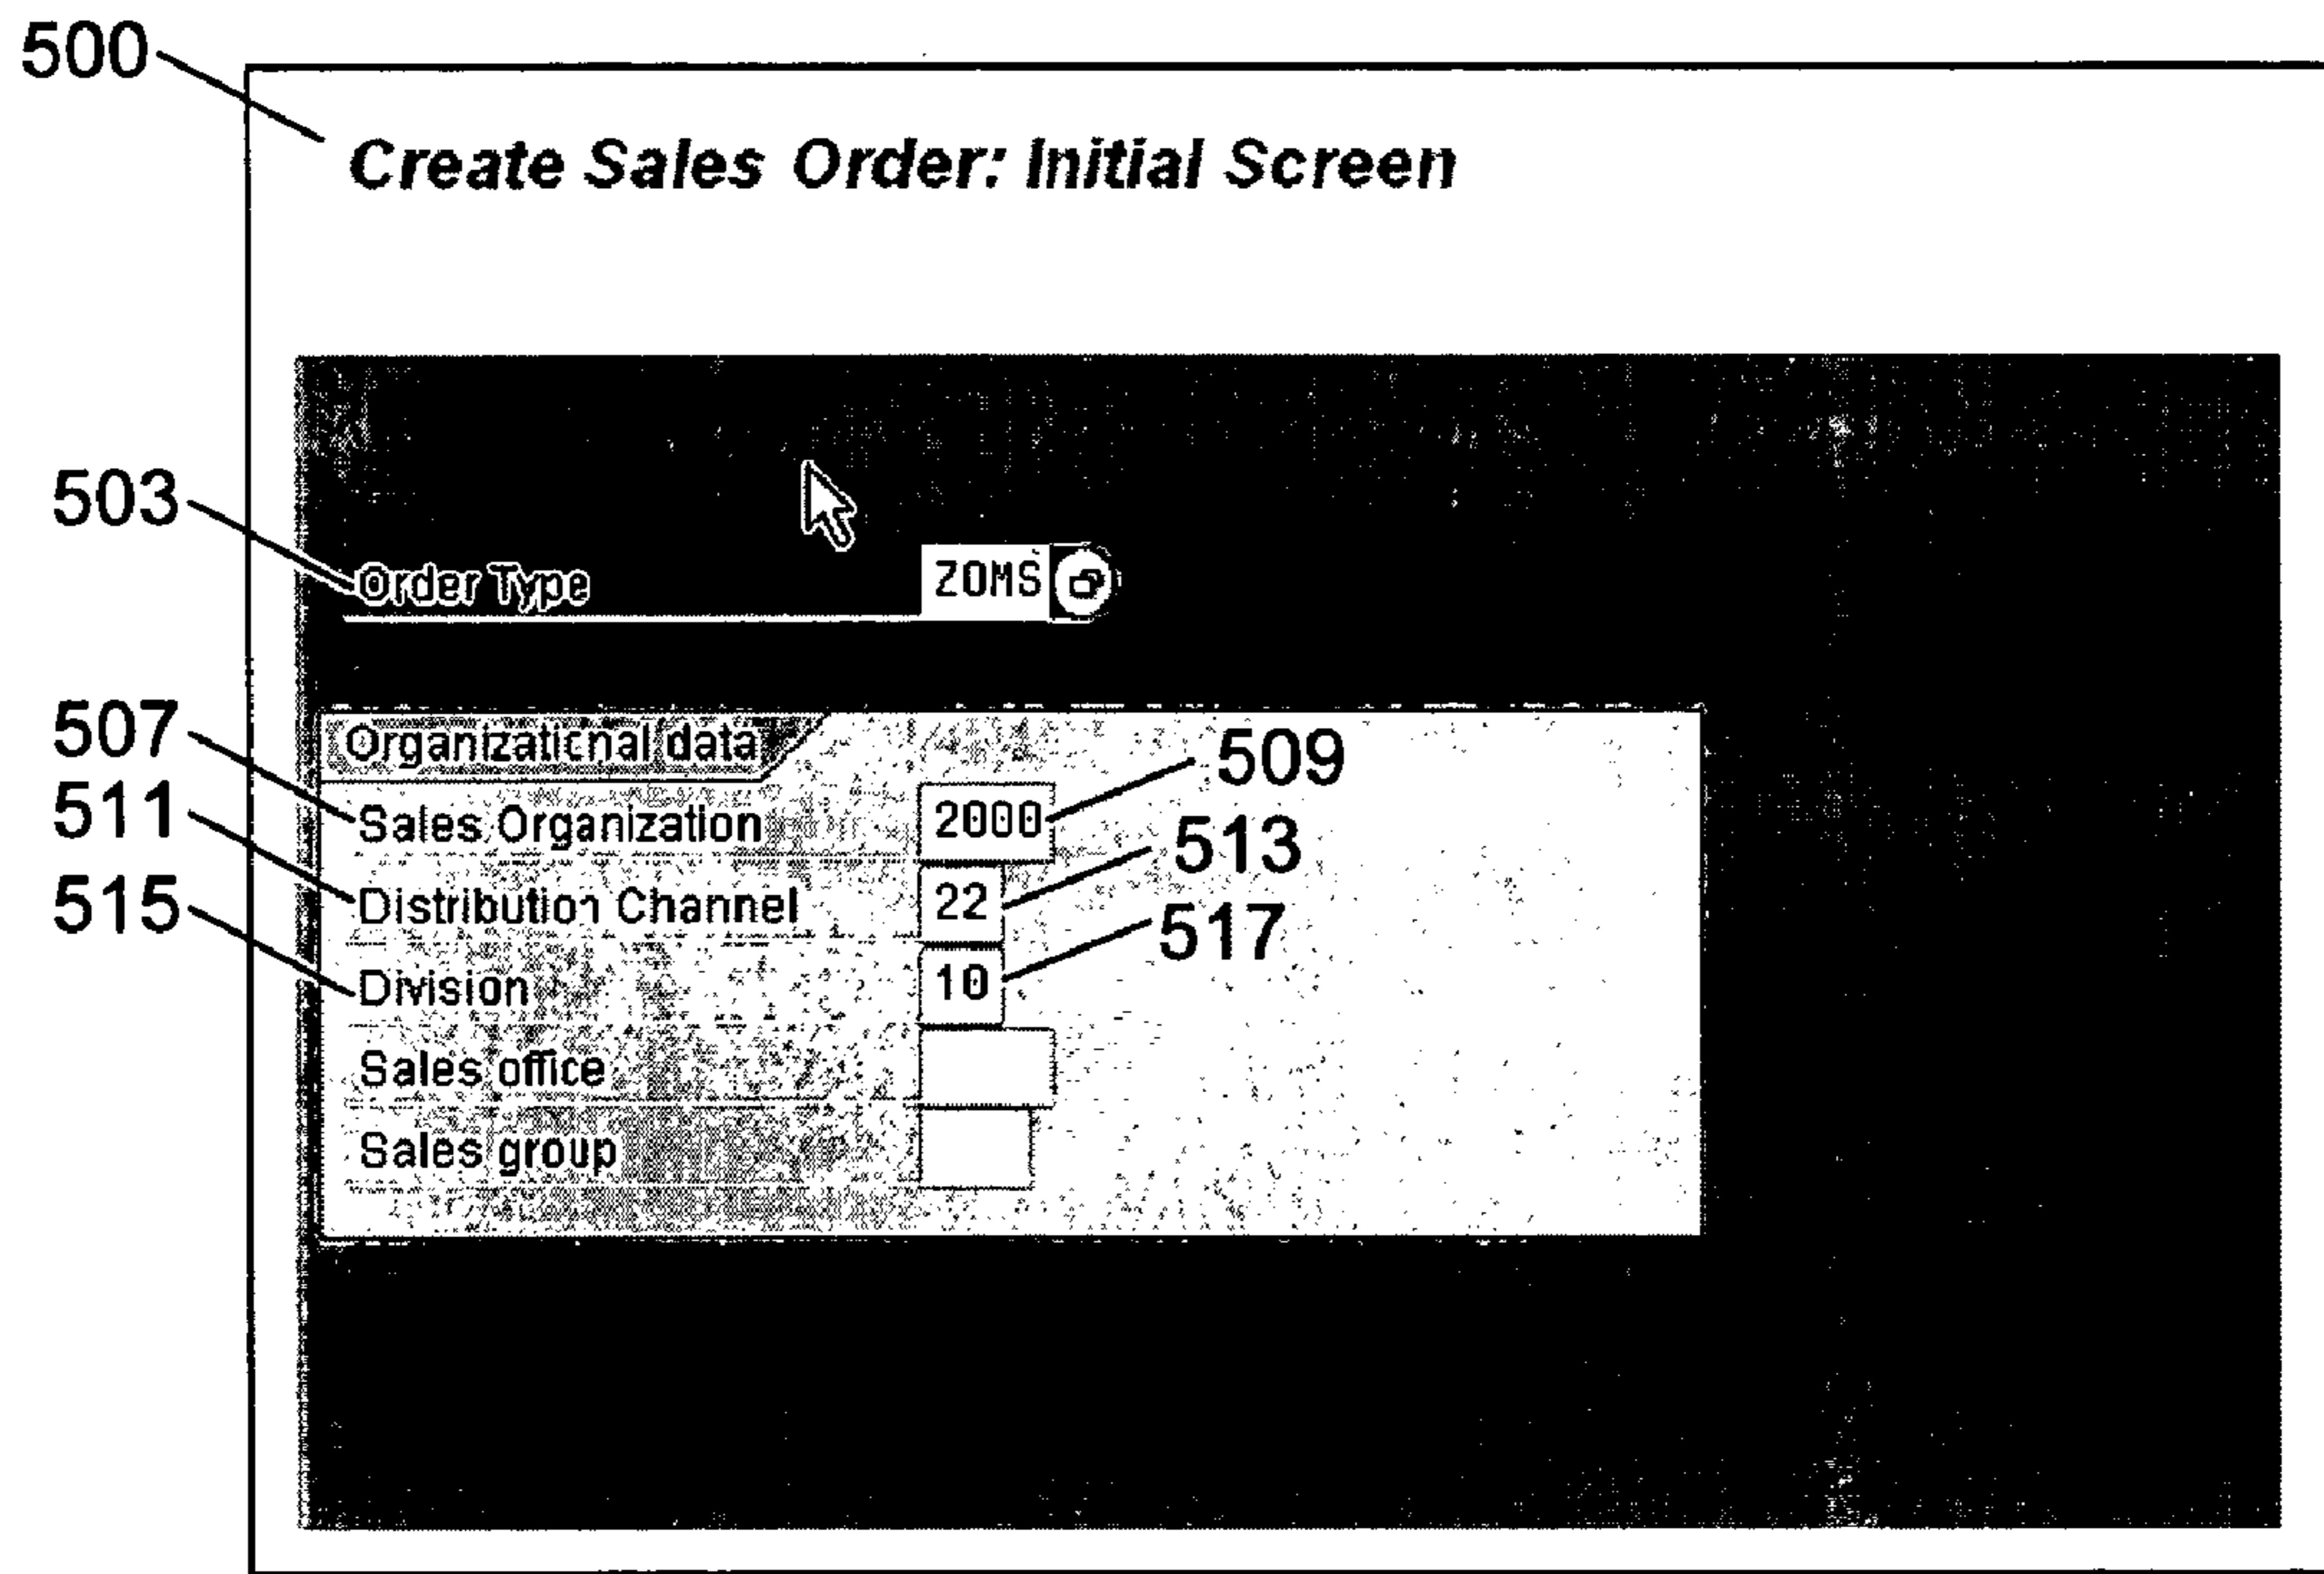 500
Create Sales Order: Initial Screen
503
Order Type ZOMS
507
Organizational data
509
Sales Organization 2000
511
513
Distribution Channel 22
515
517
Division 10
Sales office
Sales group